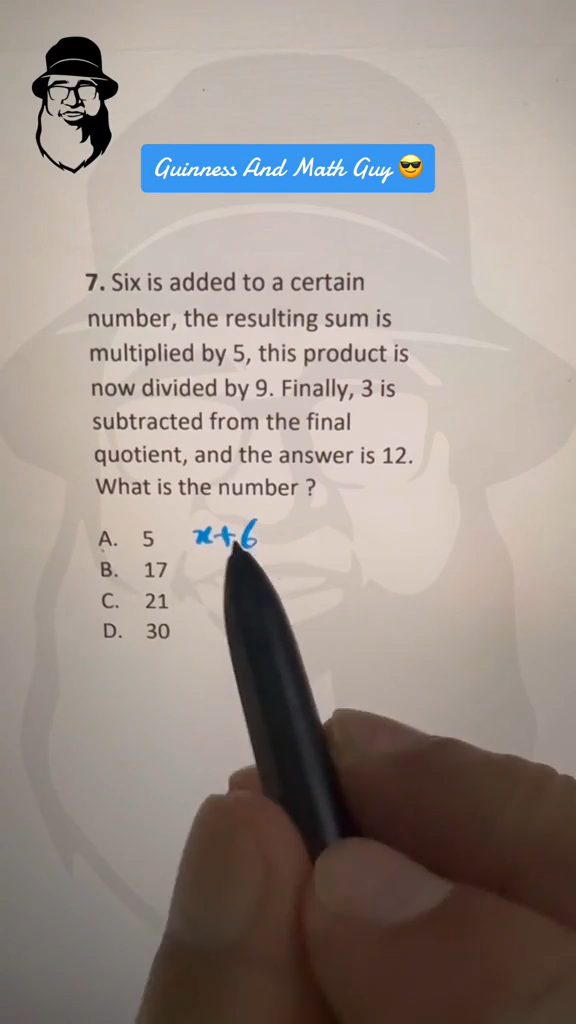 Guinness And Math Guy 😎
7. Six is added to a certain
number, the resulting sum is
multiplied by 5, this product is
now divided by 9. Finally, 3 is
subtracted from the final
quotient, and the answer is 12.
What is the number ?
A. 5 x+6
B. 17
C. 21
D. 30